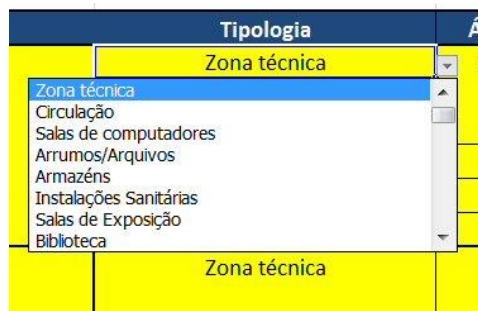 Tipologia
Á
Zona técnica
Zona técnica
Circulação
Salas de computadores
Arrumos/Arquivos
Armazéns
Instalações Sanitárias
Salas de Exposição
Biblioteca
Zona técnica